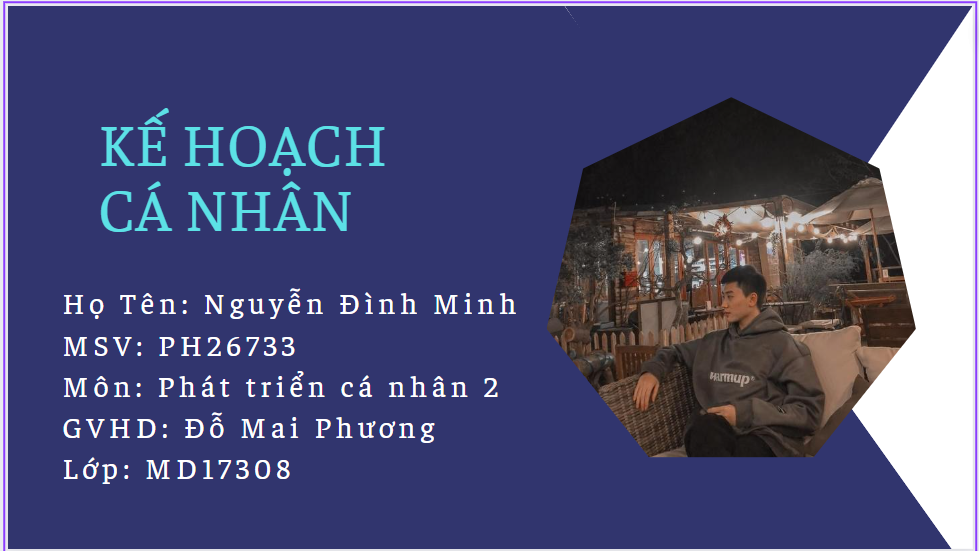 KẾ HOẠCH
CÁ NHÂN
Họ Tên: Nguyễn Đình Minh
MSV: PH26733
Môn: Phát triển cá nhân 2
GVHD: Đỗ Mai Phương
Lớp: MD17308